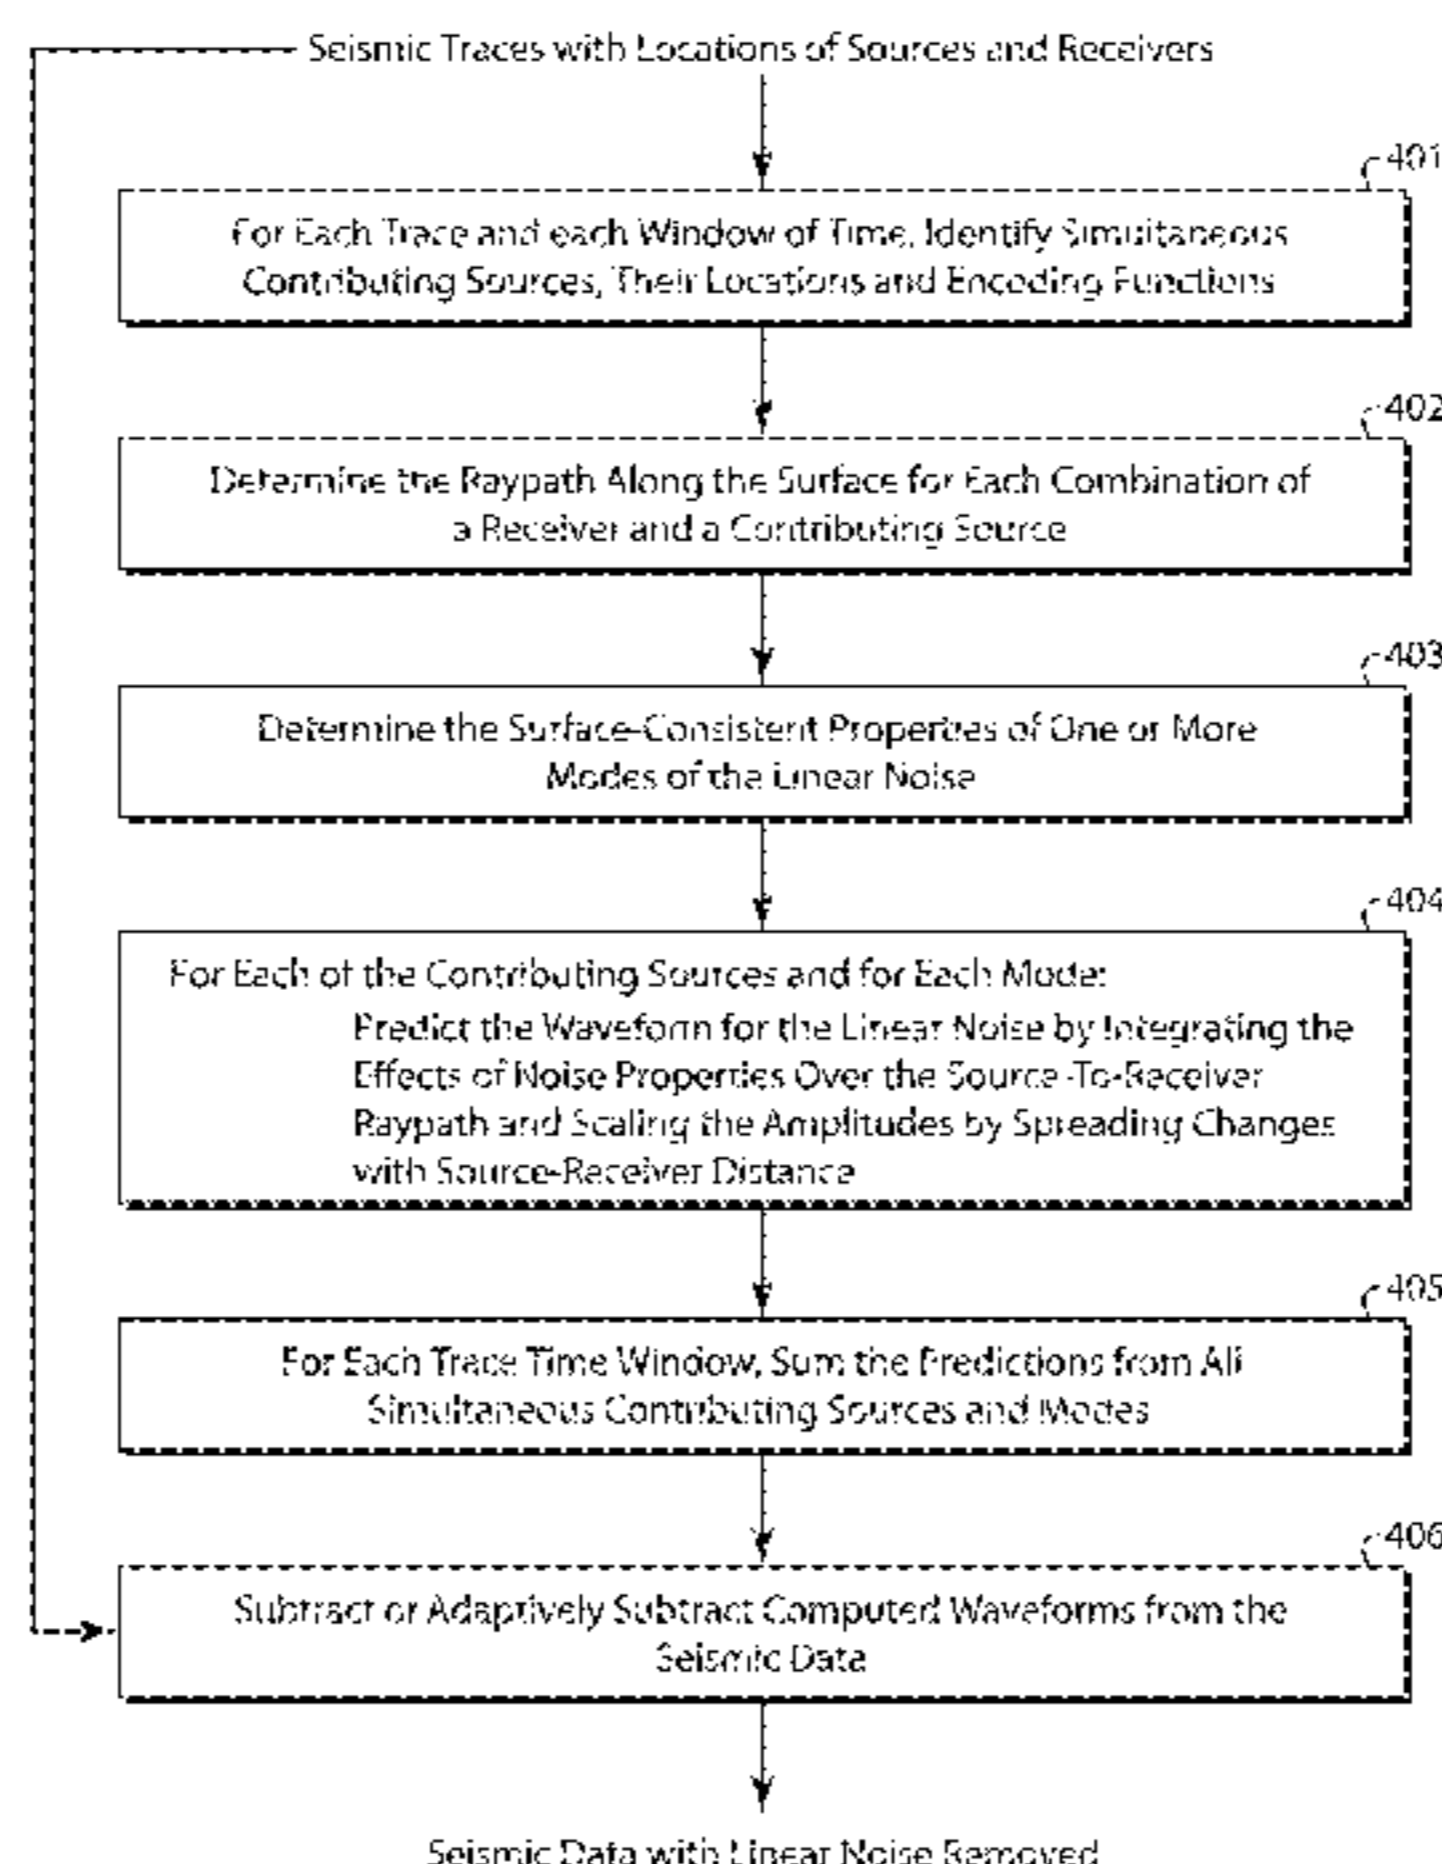 Seismic Traces with Locations of Sources and Receivers
401
For Each Trace and each Window of Time, Identify Simultaneous
Contributing Sources, Their Locations and Encoding Functions
402
Determine the Raypath Along the Surface for Each Combination of
a Receiver and a Contributing Source
403
Determine the Surface-Consistent Properties of One or More
Modes of the Linear Noise
404
For Each of the Contributing Sources and for Each Mode:
Predict the Waveform for the Linear Noise by Integrating the
Effects of Noise Properties Over the Source-To-Receiver
Raypath and Scaling the Amplitudes by Spreading Changes
with Source-Receiver Distance
405
For Each Trace Time Window, Sum the Predictions from All
Simultaneous Contributing Sources and Modes
406
Subtract or Adaptively Subtract Computed Waveforms from the
Seismic Data
Seismic Data with Linear Noise Removed